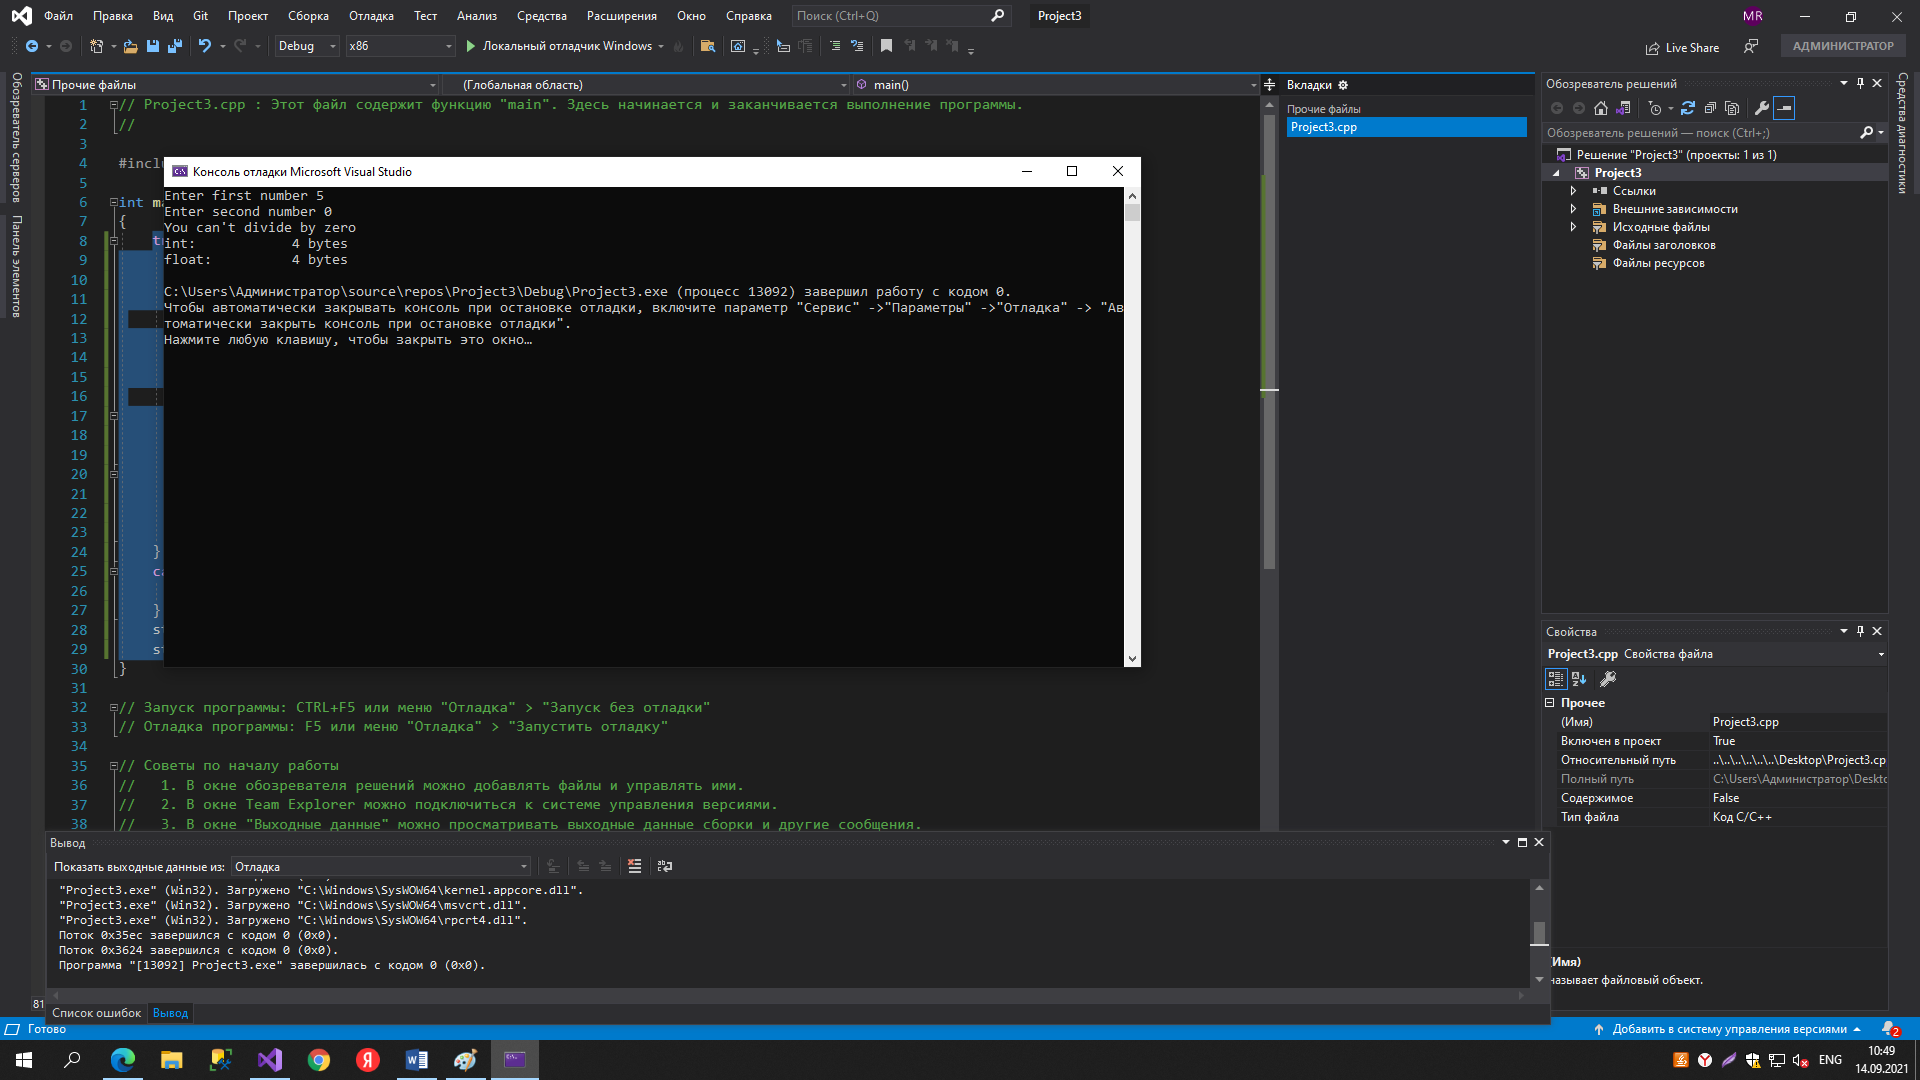 Файл Правка Вид Git Проект Сборка Отладка Тест Анализ Средства Расширения Окно Справка Поиск (Ctrl+Q) Project3 MR
Debug x86 Локальный отладчик Windows Live Share АДМИНИСТРАТОР
Обозреватель серверов
Панель элементов
Прочие файлы (Глобальная область) main()
1 // Project3.cpp : Этот файл содержит функцию "main". Здесь начинается и заканчивается выполнение программы.
2 //
3
4 #inclu
5
6 int ma
7 {
8 t
9
10
11
12
13
14
15
16
17
18
19
20
21
22
23
24 }
25 ca
26
27 }
28 st
29 st
30 }
31
32 // Запуск программы: CTRL+F5 или меню "Отладка" > "Запуск без отладки"
33 // Отладка программы: F5 или меню "Отладка" > "Запустить отладку"
34
35 // Советы по началу работы
36 // 1. В окне обозревателя решений можно добавлять файлы и управлять ими.
37 // 2. В окне Team Explorer можно подключиться к системе управления версиями.
38 // 3. В окне "Выходные данные" можно просматривать выходные данные сборки и другие сообщения.
81
Консоль отладки Microsoft Visual Studio
Enter first number 5
Enter second number 0
You can't divide by zero
int: 4 bytes
float: 4 bytes
C:\Users\Администратор\source\repos\Project3\Debug\Project3.exe (процесс 13092) завершил работу с кодом 0.
Чтобы автоматически закрывать консоль при остановке отладки, включите параметр "Сервис" ->"Параметры" ->"Отладка" -> "Ав
томатически закрыть консоль при остановке отладки".
Нажмите любую клавишу, чтобы закрыть это окно…
Вкладки
Прочие файлы
Project3.cpp
Обозреватель решений
Обозреватель решений — поиск (Ctrl+;)
Решение "Project3" (проекты: 1 из 1)
Project3
Ссылки
Внешние зависимости
Исходные файлы
Файлы заголовков
Файлы ресурсов
Средства диагностики
Свойства
Project3.cpp Свойства файла
Прочее
(Имя) Project3.cpp
Включен в проект True
Относительный путь ..\..\..\..\..\Desktop\Project3.cp
Полный путь C:\Users\Администратор\Deskto
Содержимое False
Тип файла Код C/C++
(Имя)
называет файловый объект.
Вывод
Показать выходные данные из: Отладка
"Project3.exe" (Win32). Загружено "C:\Windows\SysWOW64\kernel.appcore.dll".
"Project3.exe" (Win32). Загружено "C:\Windows\SysWOW64\msvcrt.dll".
"Project3.exe" (Win32). Загружено "C:\Windows\SysWOW64\rpcrt4.dll".
Поток 0x35ec завершился с кодом 0 (0x0).
Поток 0x3624 завершился с кодом 0 (0x0).
Программа "[13092] Project3.exe" завершилась с кодом 0 (0x0).
Список ошибок Вывод
Готово Добавить в систему управления версиями 2
ENG 10:49
14.09.2021